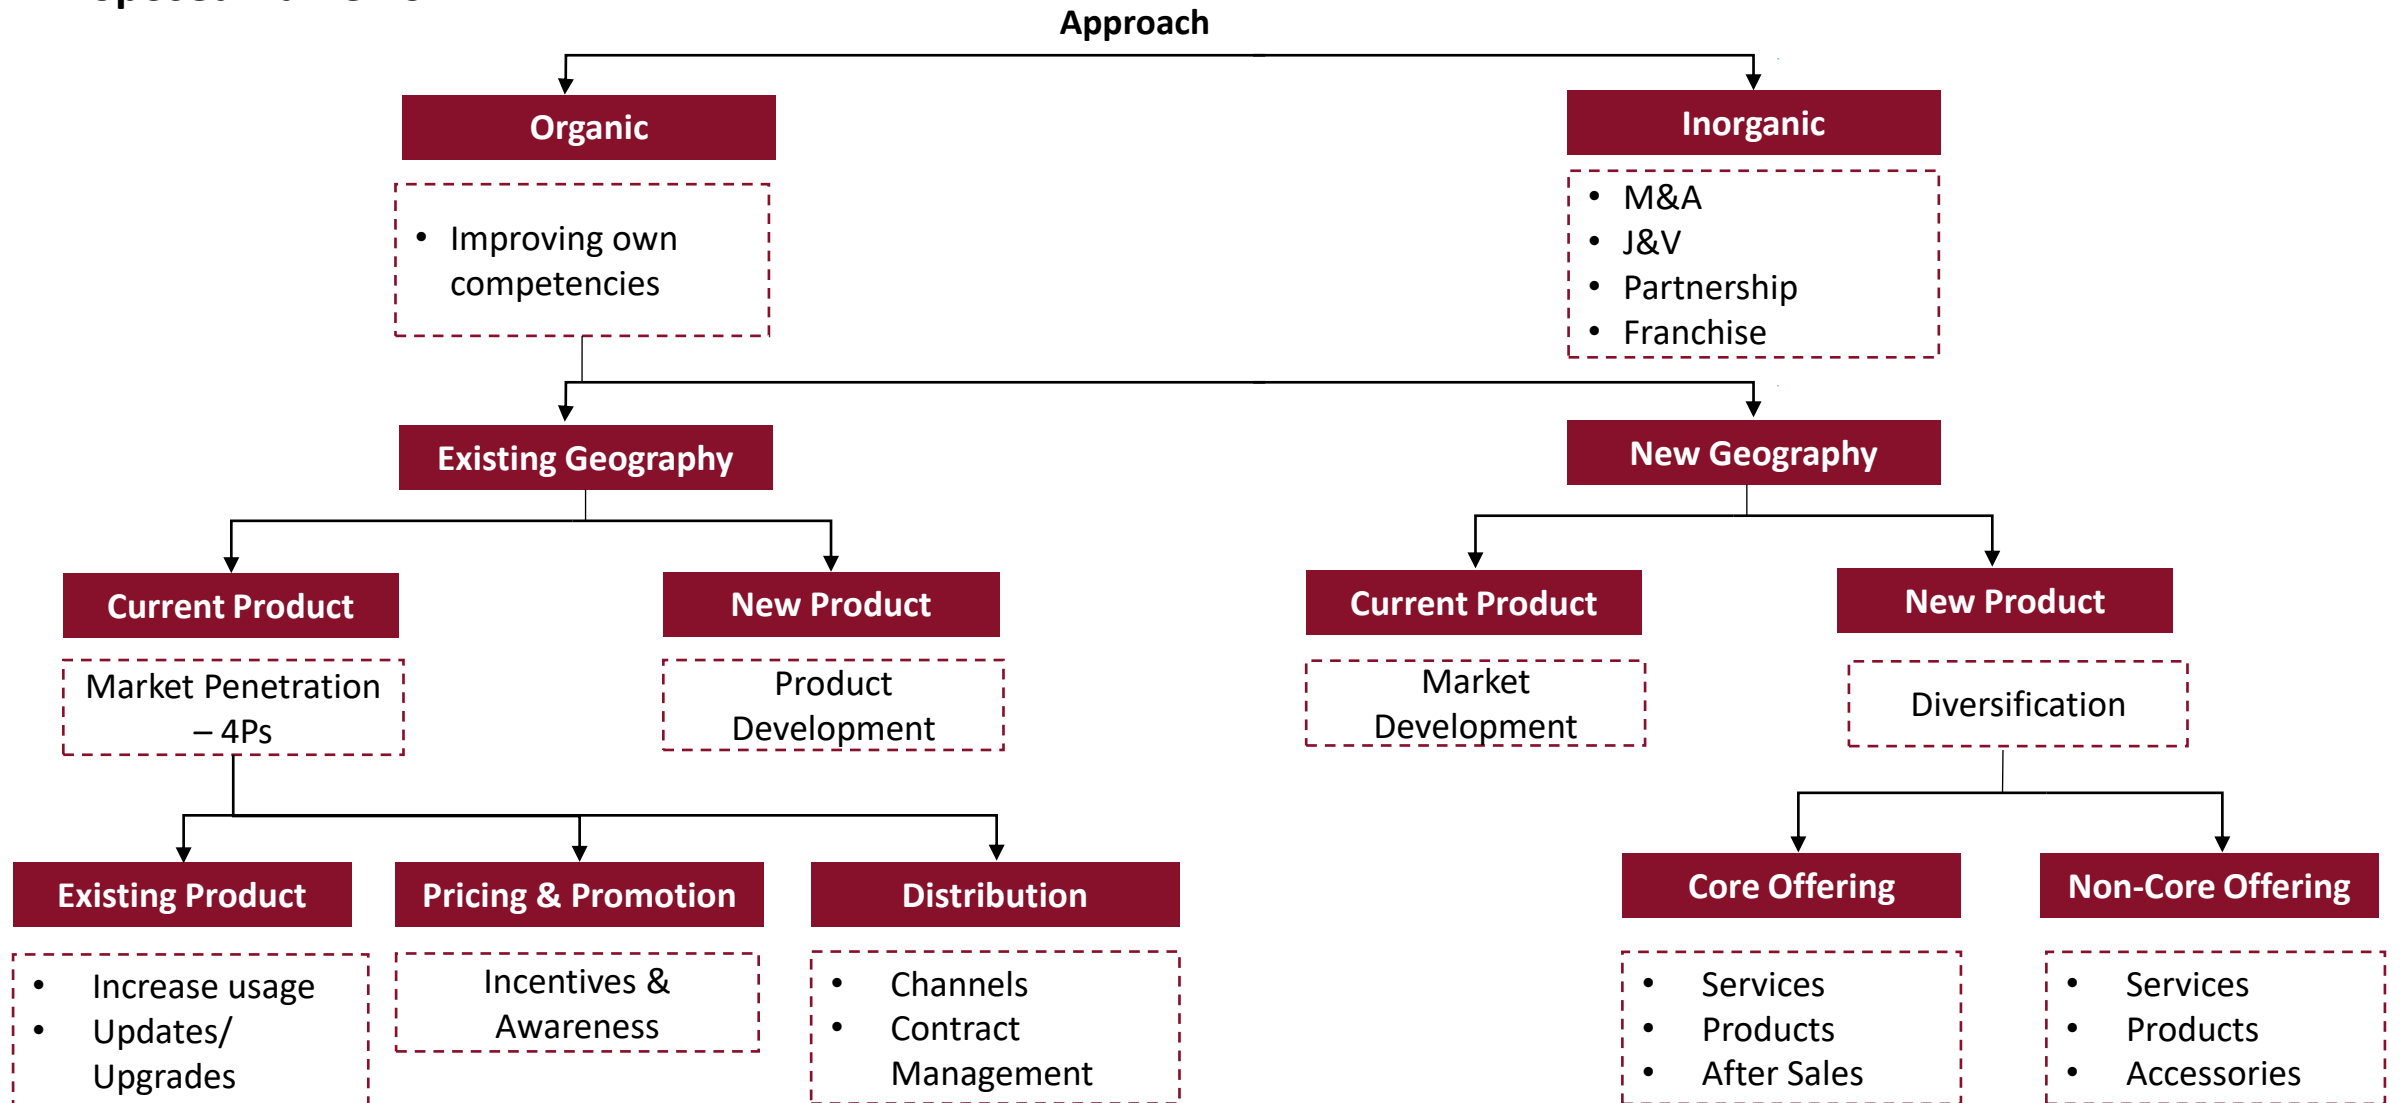 Approach
Organic
Inorganic
• Improving own
competencies
• M&A
• J&V
• Partnership
• Franchise
Existing Geography
New Geography
Current Product
New Product
Current Product
New Product
Market Penetration
– 4Ps
Product
Development
Market
Development
Diversification
Existing Product
Pricing & Promotion
Distribution
Core Offering
Non-Core Offering
• Increase usage
• Updates/
Upgrades
Incentives &
Awareness
• Channels
• Contract
Management
• Services
• Products
• After Sales
• Services
• Products
• Accessories